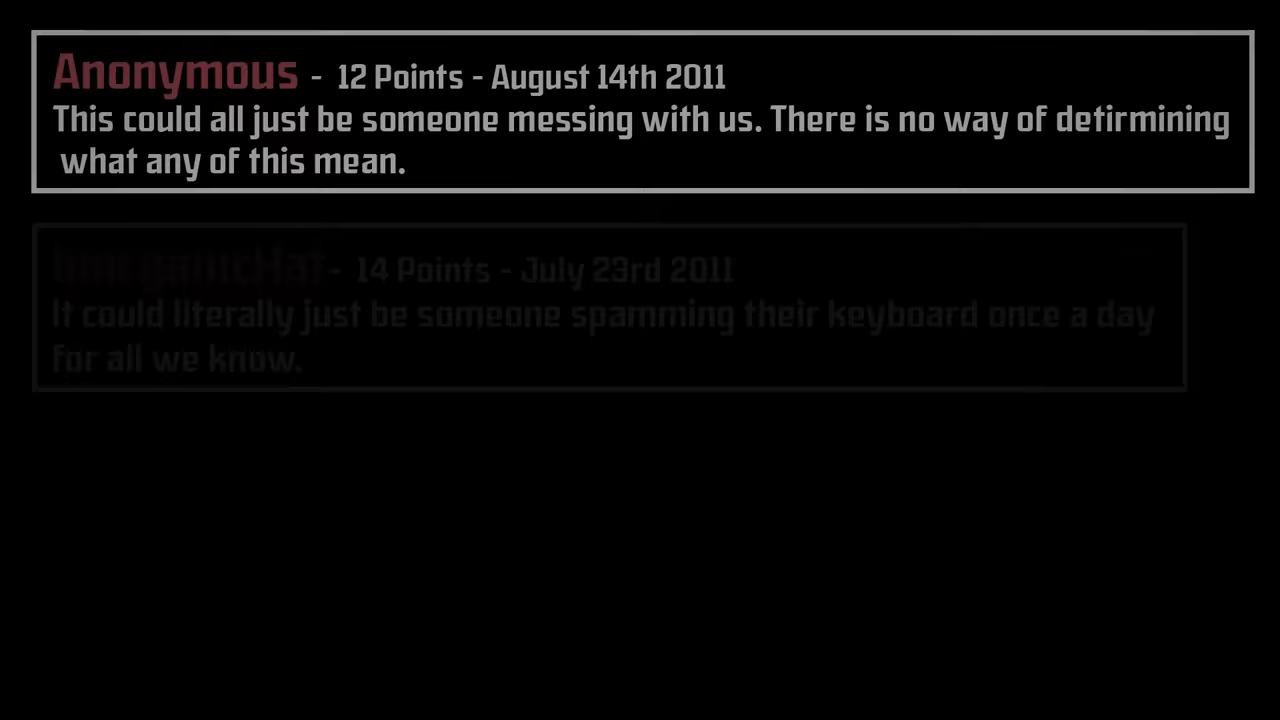 Anonymous - 12 Points - August 14th 2011
This could all just be someone messing with us. There is no way of detirmining
what any of this mean.
- 14 Points - July 23rd 2011
It could literally just be someone spamming their keyboard once a day
for all we know.